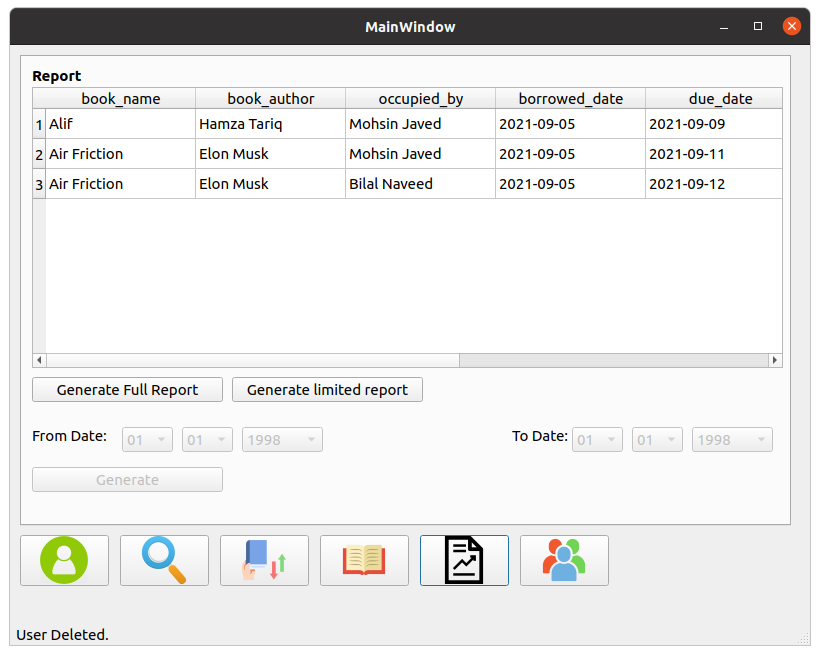 MainWindow
Report
book_name book_author occupied_by borrowed_date due_date
1 Alif Hamza Tariq Mohsin Javed 2021-09-05 2021-09-09
2 Air Friction Elon Musk Mohsin Javed 2021-09-05 2021-09-11
3 Air Friction Elon Musk Bilal Naveed 2021-09-05 2021-09-12
Generate Full Report Generate limited report
From Date: 01 01 1998 To Date: 01 01 1998
Generate
User Deleted.